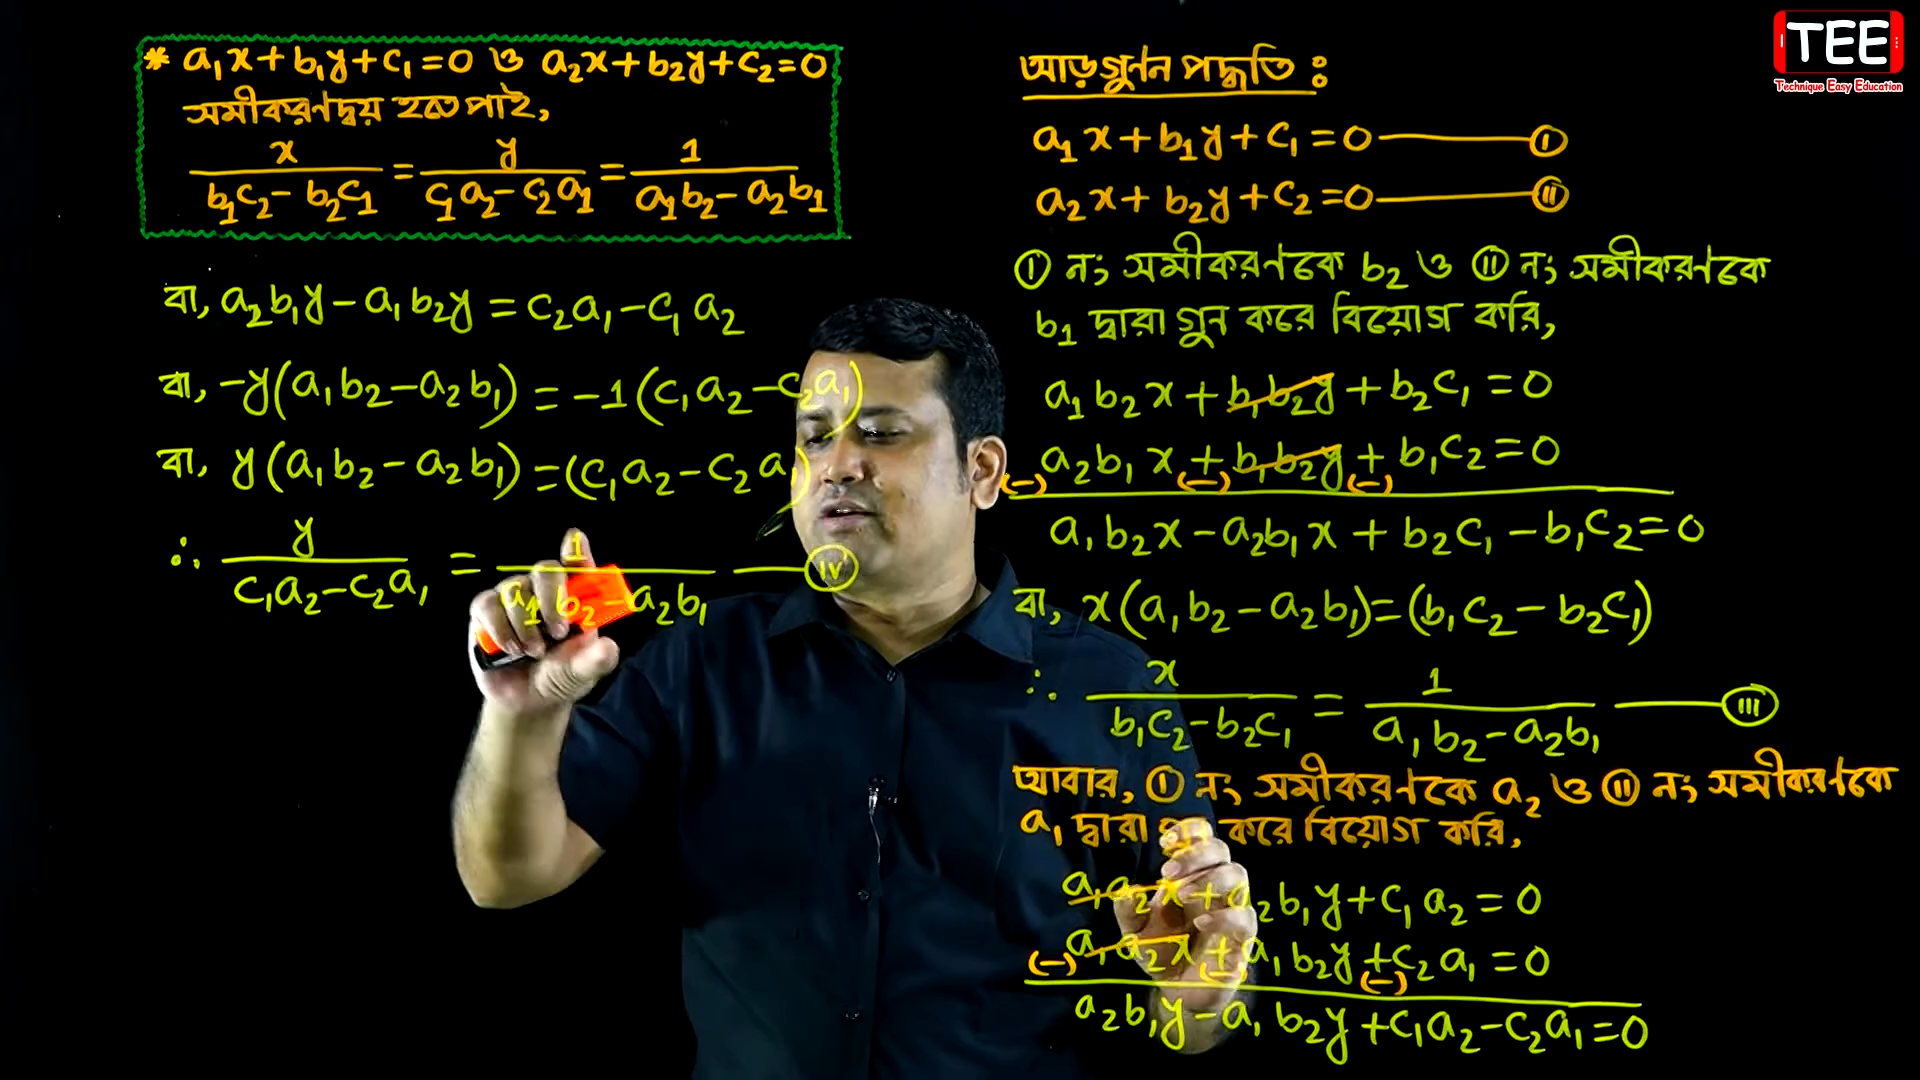 * a₁x+b₁y+c₁=0 ও a₂x+b₂y+c₂=0
সমীকরণদ্বয় হতে পাই,
x/(b₁c₂-b₂c₁) = y/(c₁a₂-c₂a₁) = 1/(a₁b₂-a₂b₁)
বা, a₂b₁y-a₁b₂y = c₂a₁-c₁a₂
বা, -y(a₁b₂-a₂b₁) = -1(c₁a₂-c₂a₁)
বা, y(a₁b₂-a₂b₁) = (c₁a₂-c₂a₁)
∴ y/(c₁a₂-c₂a₁) = 1/(a₁b₂-a₂b₁) — (iv)
আড়গুণন পদ্ধতি :
a₁x+b₁y+c₁=0 — (i)
a₂x+b₂y+c₂=0 — (ii)
(i) নং সমীকরণকে b₂ ও (ii) নং সমীকরণকে
b₁ দ্বারা গুন করে বিয়োগ করি,
a₁b₂x+b₁b₂y+b₂c₁=0
a₂b₁x+b₁b₂y+b₁c₂=0
(-) (-) (-)
a₁b₂x-a₂b₁x+b₂c₁-b₁c₂=0
বা, x(a₁b₂-a₂b₁)=(b₁c₂-b₂c₁)
∴ x/(b₁c₂-b₂c₁) = 1/(a₁b₂-a₂b₁) — (iii)
আবার, (i) নং সমীকরণকে a₂ ও (ii) নং সমীকরণকে
a₁ দ্বারা গুন করে বিয়োগ করি,
a₁a₂x+a₂b₁y+c₁a₂=0
a₁a₂x+a₁b₂y+c₂a₁=0
(-) (-) (-)
a₂b₁y-a₁b₂y+c₁a₂-c₂a₁=0
TEE
Technique Easy Education